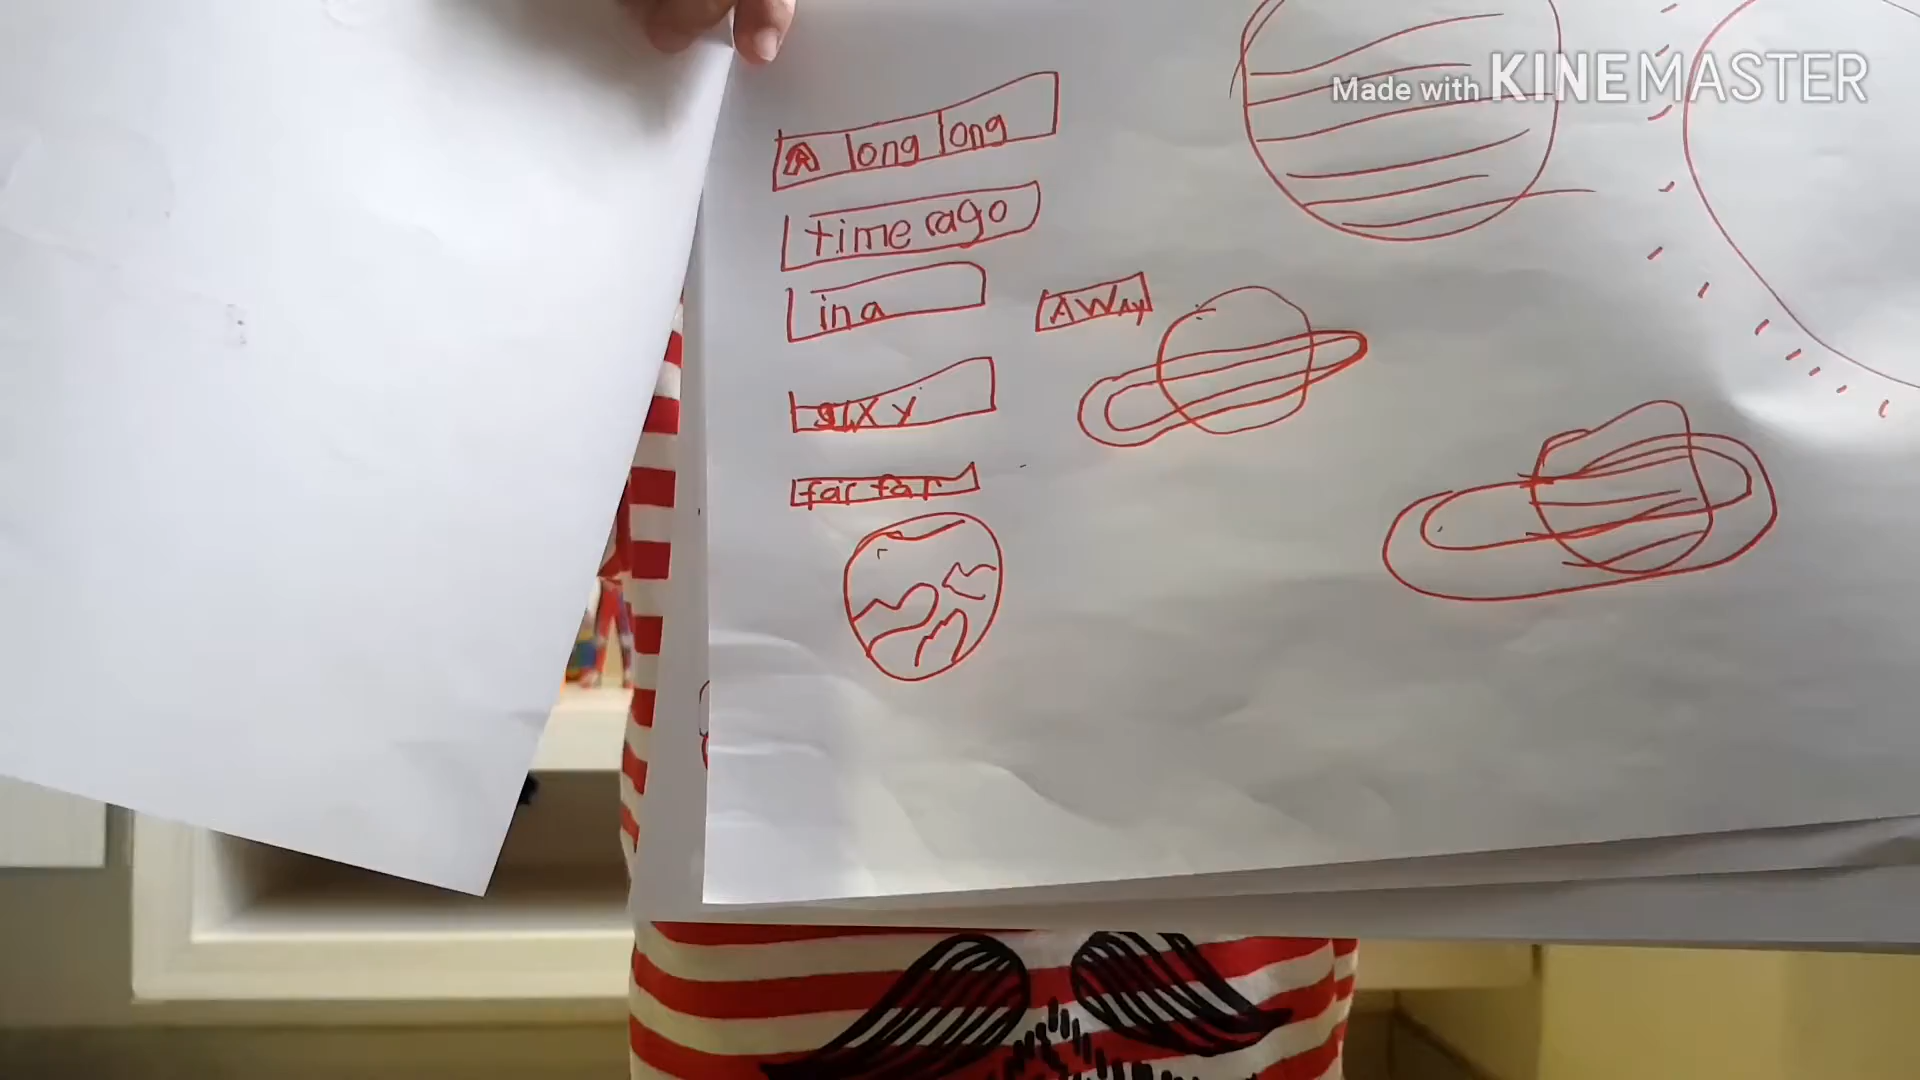 A long long
time ago
in a
far far
AWAy
Made with KINEMASTER